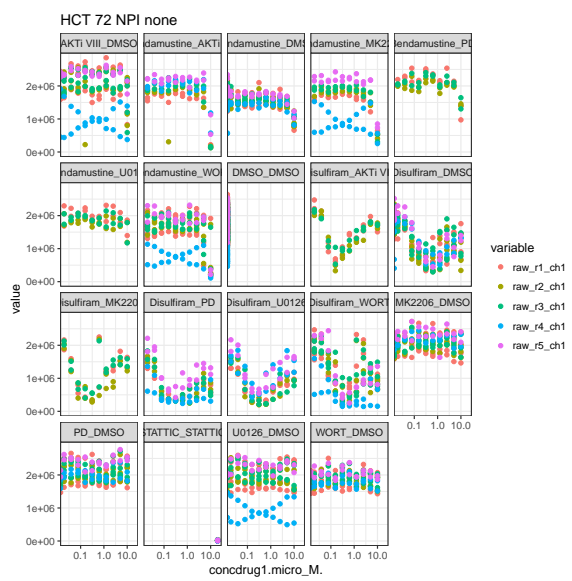 HCT 72 NPI none
AKTi VIII_DMSO
ndamustine_AKTi
ndamustine_DMS
ndamustine_MK22
Bendamustine_PD
2e+06
1e+06
0e+00
ndamustine_U01
ndamustine_WOR
DMSO_DMSO
isulfiram_AKTi VI
Disulfiram_DMSO
2e+06
1e+06
0e+00
isulfiram_MK220
Disulfiram_PD
Disulfiram_U0126
Disulfiram_WORT
MK2206_DMSO
2e+06
1e+06
0e+00
0.1 1.0 10.0
PD_DMSO
STATTIC_STATTIC
U0126_DMSO
WORT_DMSO
2e+06
1e+06
0e+00
0.1 1.0 10.0
0.1 1.0 10.0
0.1 1.0 10.0
0.1 1.0 10.0
concdrug1.micro_M.
value
variable
raw_r1_ch1
raw_r2_ch1
raw_r3_ch1
raw_r4_ch1
raw_r5_ch1